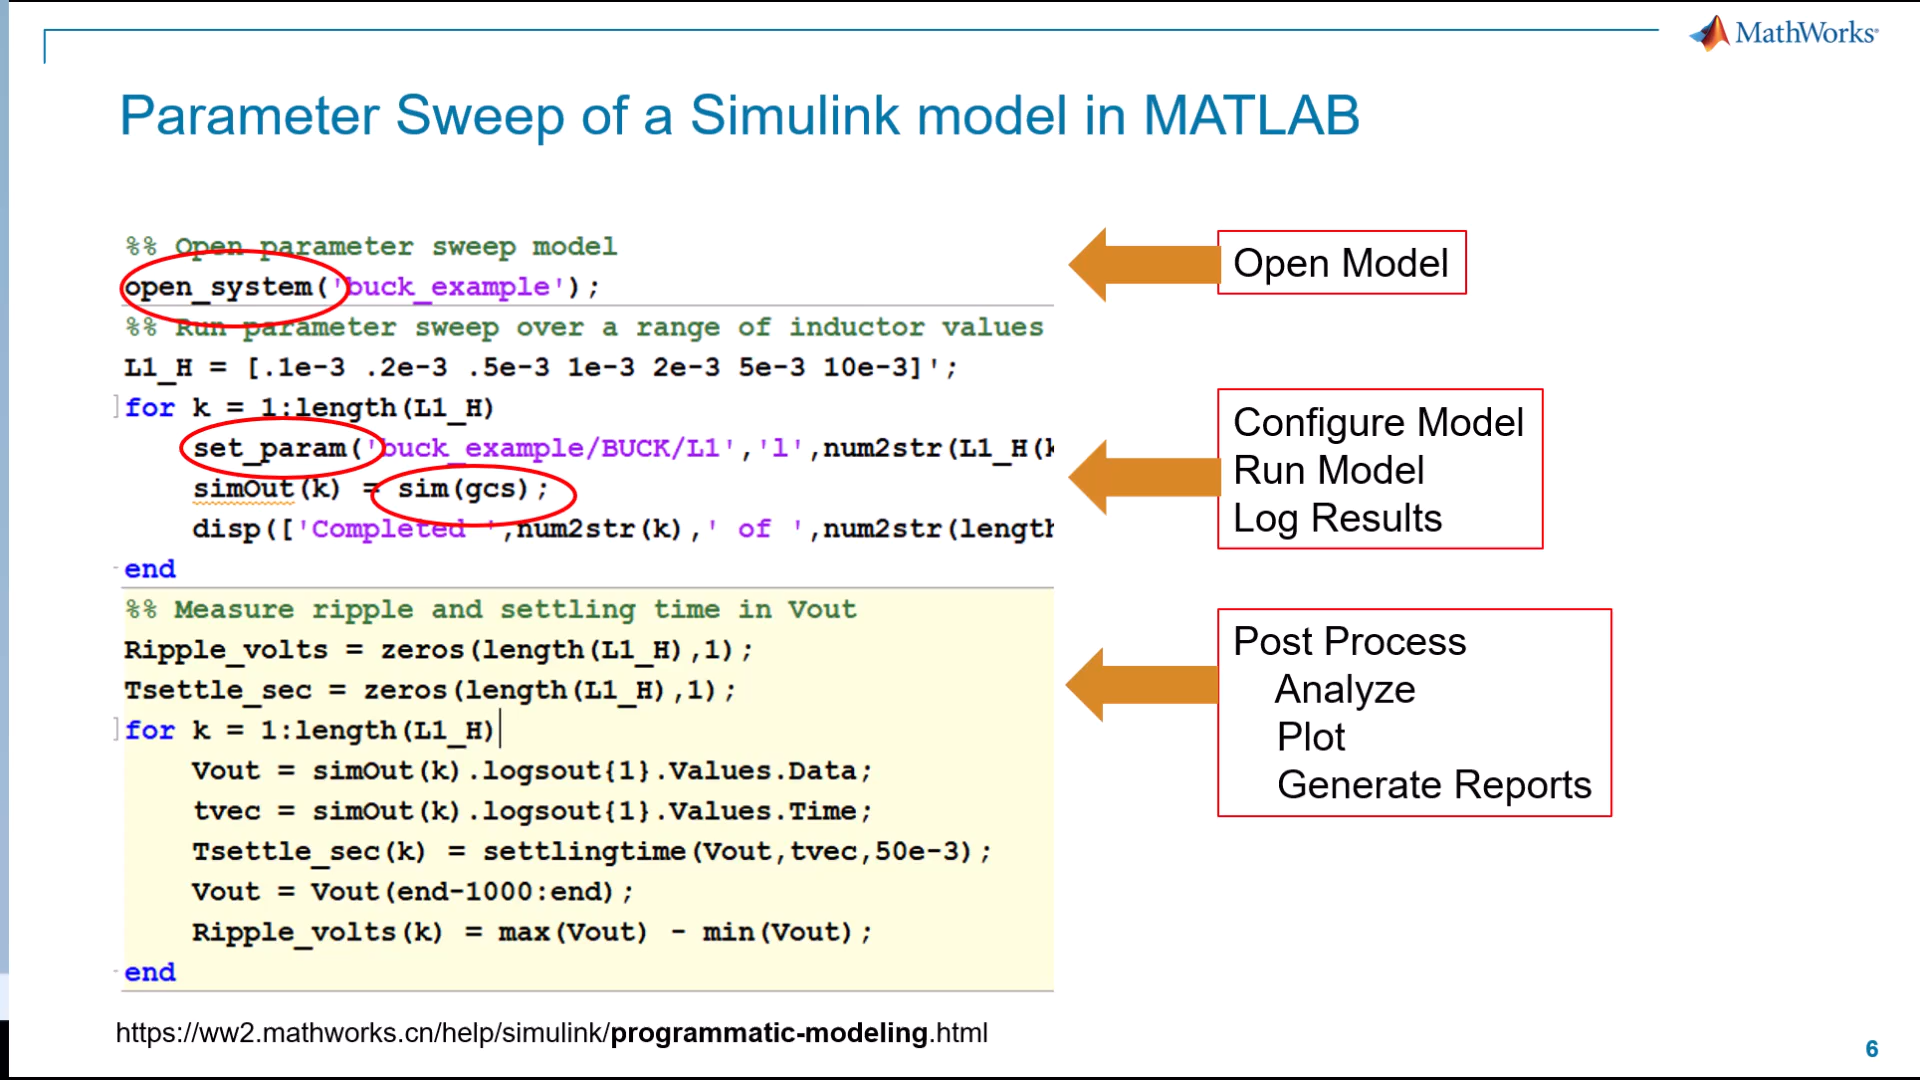 MathWorks®
Parameter Sweep of a Simulink model in MATLAB
%% Open parameter sweep model
open_system('buck_example');
%% Run parameter sweep over a range of inductor values
L1_H = [.1e-3 .2e-3 .5e-3 1e-3 2e-3 5e-3 10e-3]';
for k = 1:length(L1_H)
set_param('buck_example/BUCK/L1','l',num2str(L1_H(k
simOut(k) = sim(gcs);
disp(['Completed ',num2str(k),' of ',num2str(length
end
%% Measure ripple and settling time in Vout
Ripple_volts = zeros(length(L1_H),1);
Tsettle_sec = zeros(length(L1_H),1);
for k = 1:length(L1_H)
Vout = simOut(k).logsout{1}.Values.Data;
tvec = simOut(k).logsout{1}.Values.Time;
Tsettle_sec(k) = settlingtime(Vout,tvec,50e-3);
Vout = Vout(end-1000:end);
Ripple_volts(k) = max(Vout) - min(Vout);
end
Open Model
Configure Model
Run Model
Log Results
Post Process
Analyze
Plot
Generate Reports
https://ww2.mathworks.cn/help/simulink/programmatic-modeling.html
6